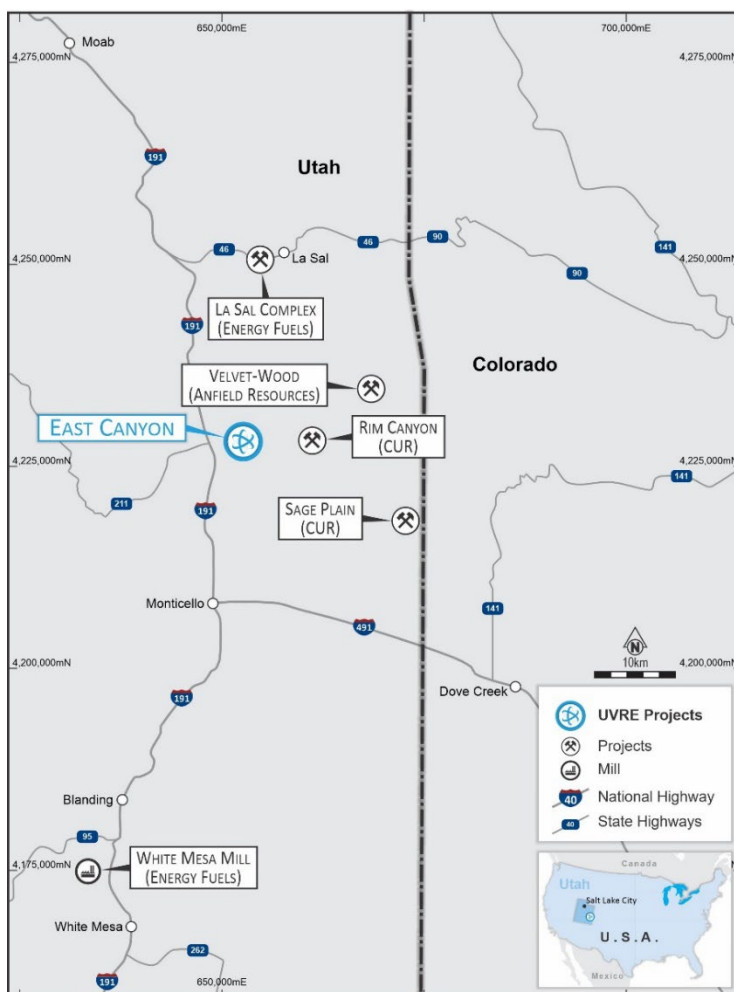 650,000mE
700,000mE
Moab
4,275,000mN
4,275,000mN
191
Utah
46
La Sal
46
90
141
4,250,000mN
4,250,000mN
90
LA SAL COMPLEX
(ENERGY FUELS)
191
VELVET-WOOD
(ANFIELD RESOURCES)
Colorado
EAST CANYON
RIM CANYON
(CUR)
4,225,000mN
4,225,000mN
141
211
191
SAGE PLAIN
(CUR)
Monticello
141
491
N
10km
4,200,000mN
4,200,000mN
Dove Creek
191
UVRE Projects
Projects
Mill
40
National Highway
40
State Highways
Blanding
95
WHITE MESA MILL
(ENERGY FUELS)
4,175,000mN
White Mesa
262
191
650,000mE
Canada
Utah
Salt Lake City
U.S.A.
Mexico